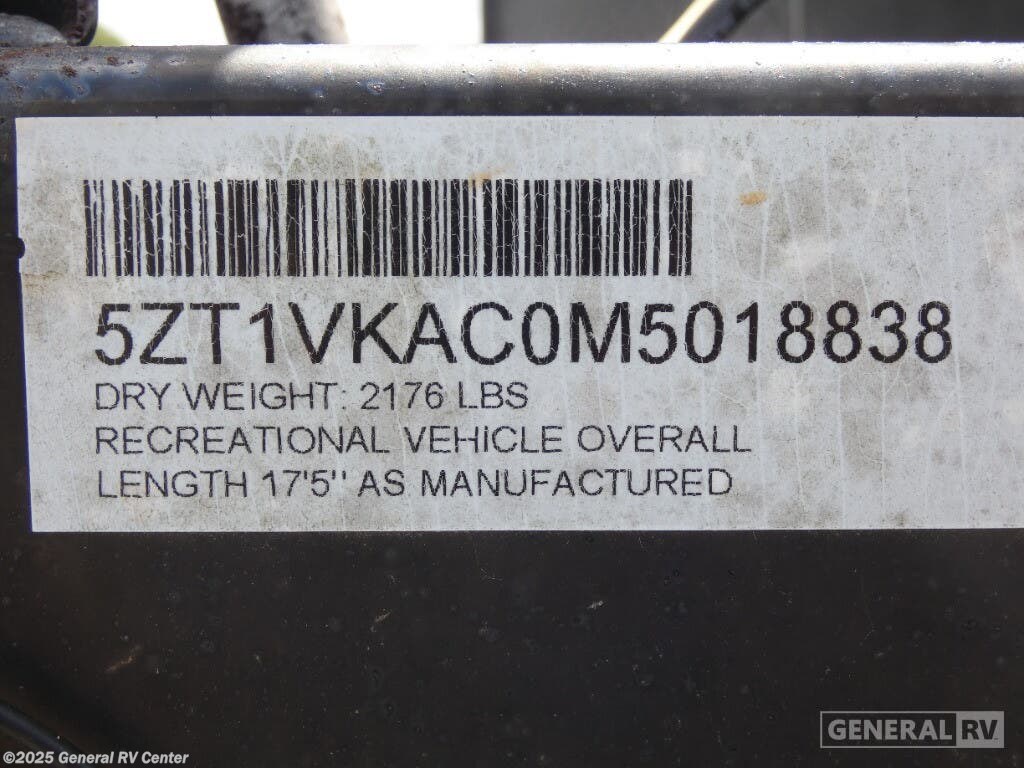 5ZT1VKAC0M5018838
DRY WEIGHT: 2176 LBS
RECREATIONAL VEHICLE OVERALL
LENGTH 17'5" AS MANUFACTURED
GENERAL RV
©2025 General RV Center